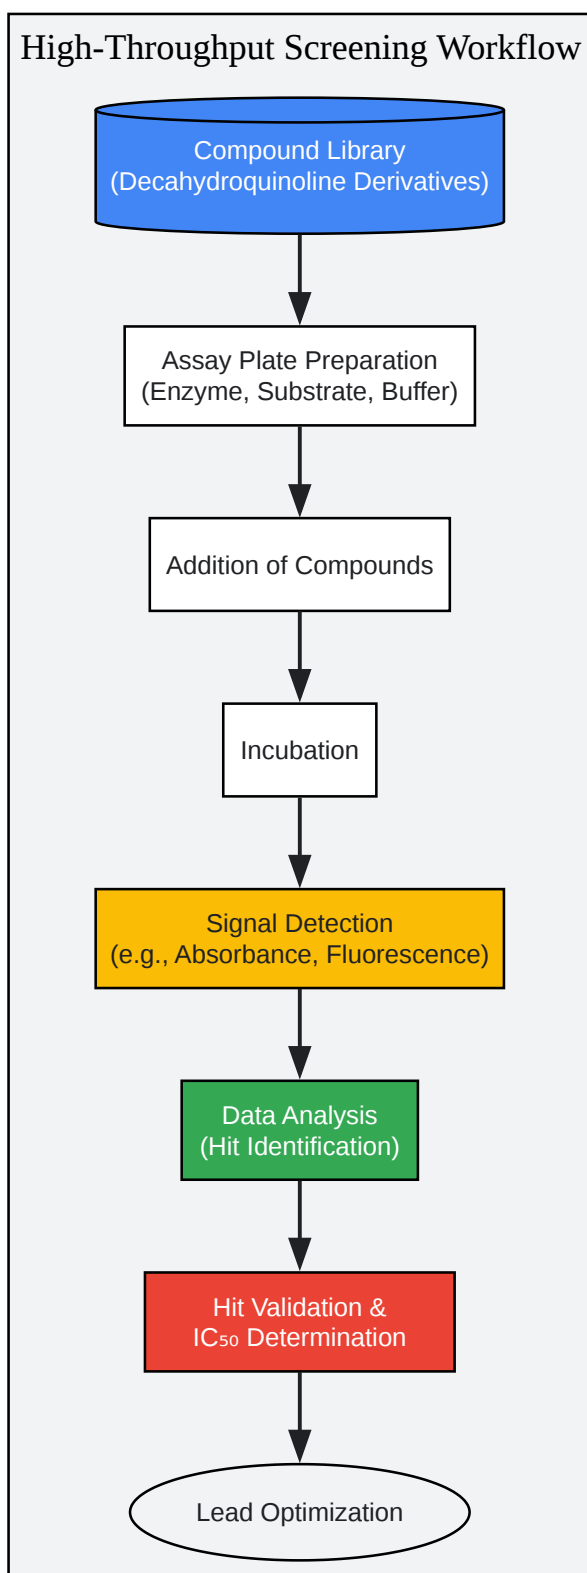 High-Throughput Screening Workflow
Compound Library
(Decahydroquinoline Derivatives)
Assay Plate Preparation
(Enzyme, Substrate, Buffer)
Addition of Compounds
Incubation
Signal Detection
(e.g., Absorbance, Fluorescence)
Data Analysis
(Hit Identification)
Hit Validation &
IC₅₀ Determination
Lead Optimization